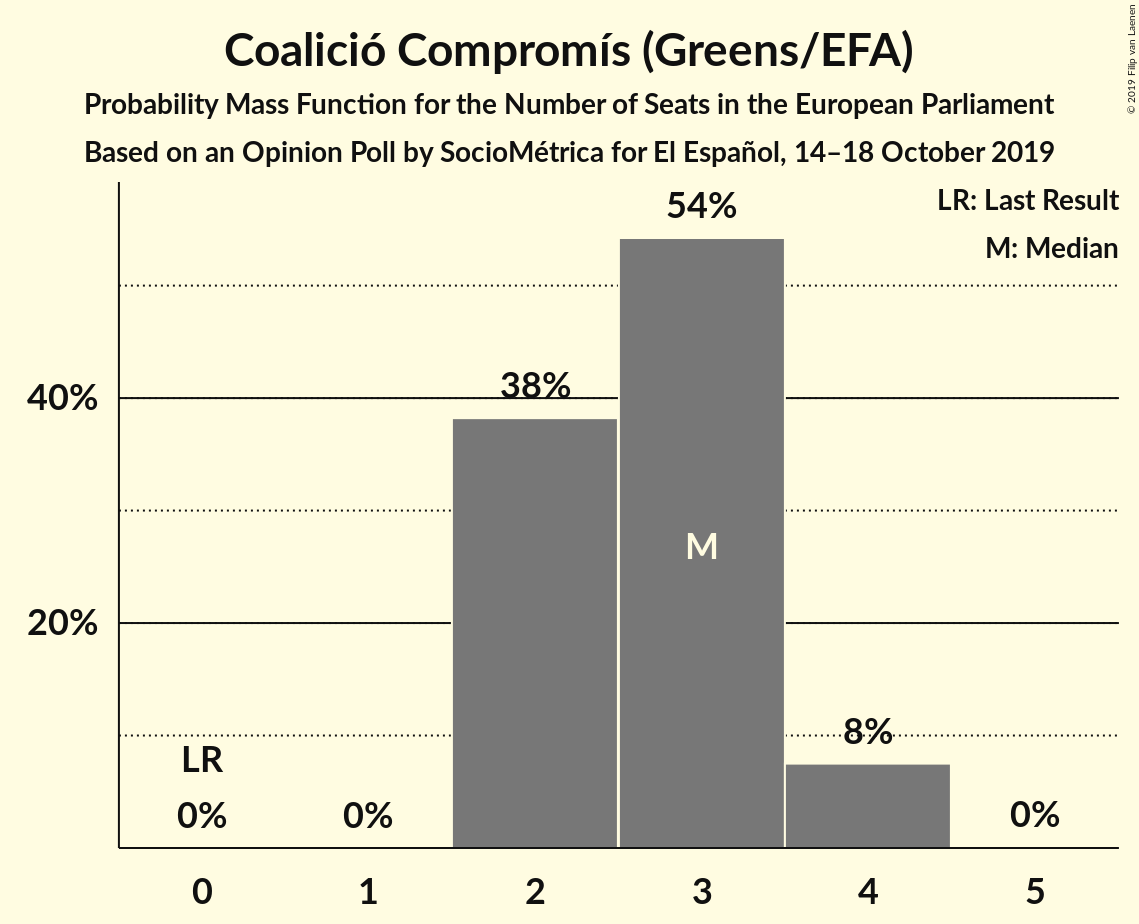 Coalició Compromís (Greens/EFA)
Probability Mass Function for the Number of Seats in the European Parliament
Based on an Opinion Poll by SocioMétrica for El Español, 14–18 October 2019
© 2019 Filip van Laenen
LR: Last Result
M: Median
54%
38%
40%
M
20%
8%
LR
0%
0%
0%
0
1
2
3
4
5